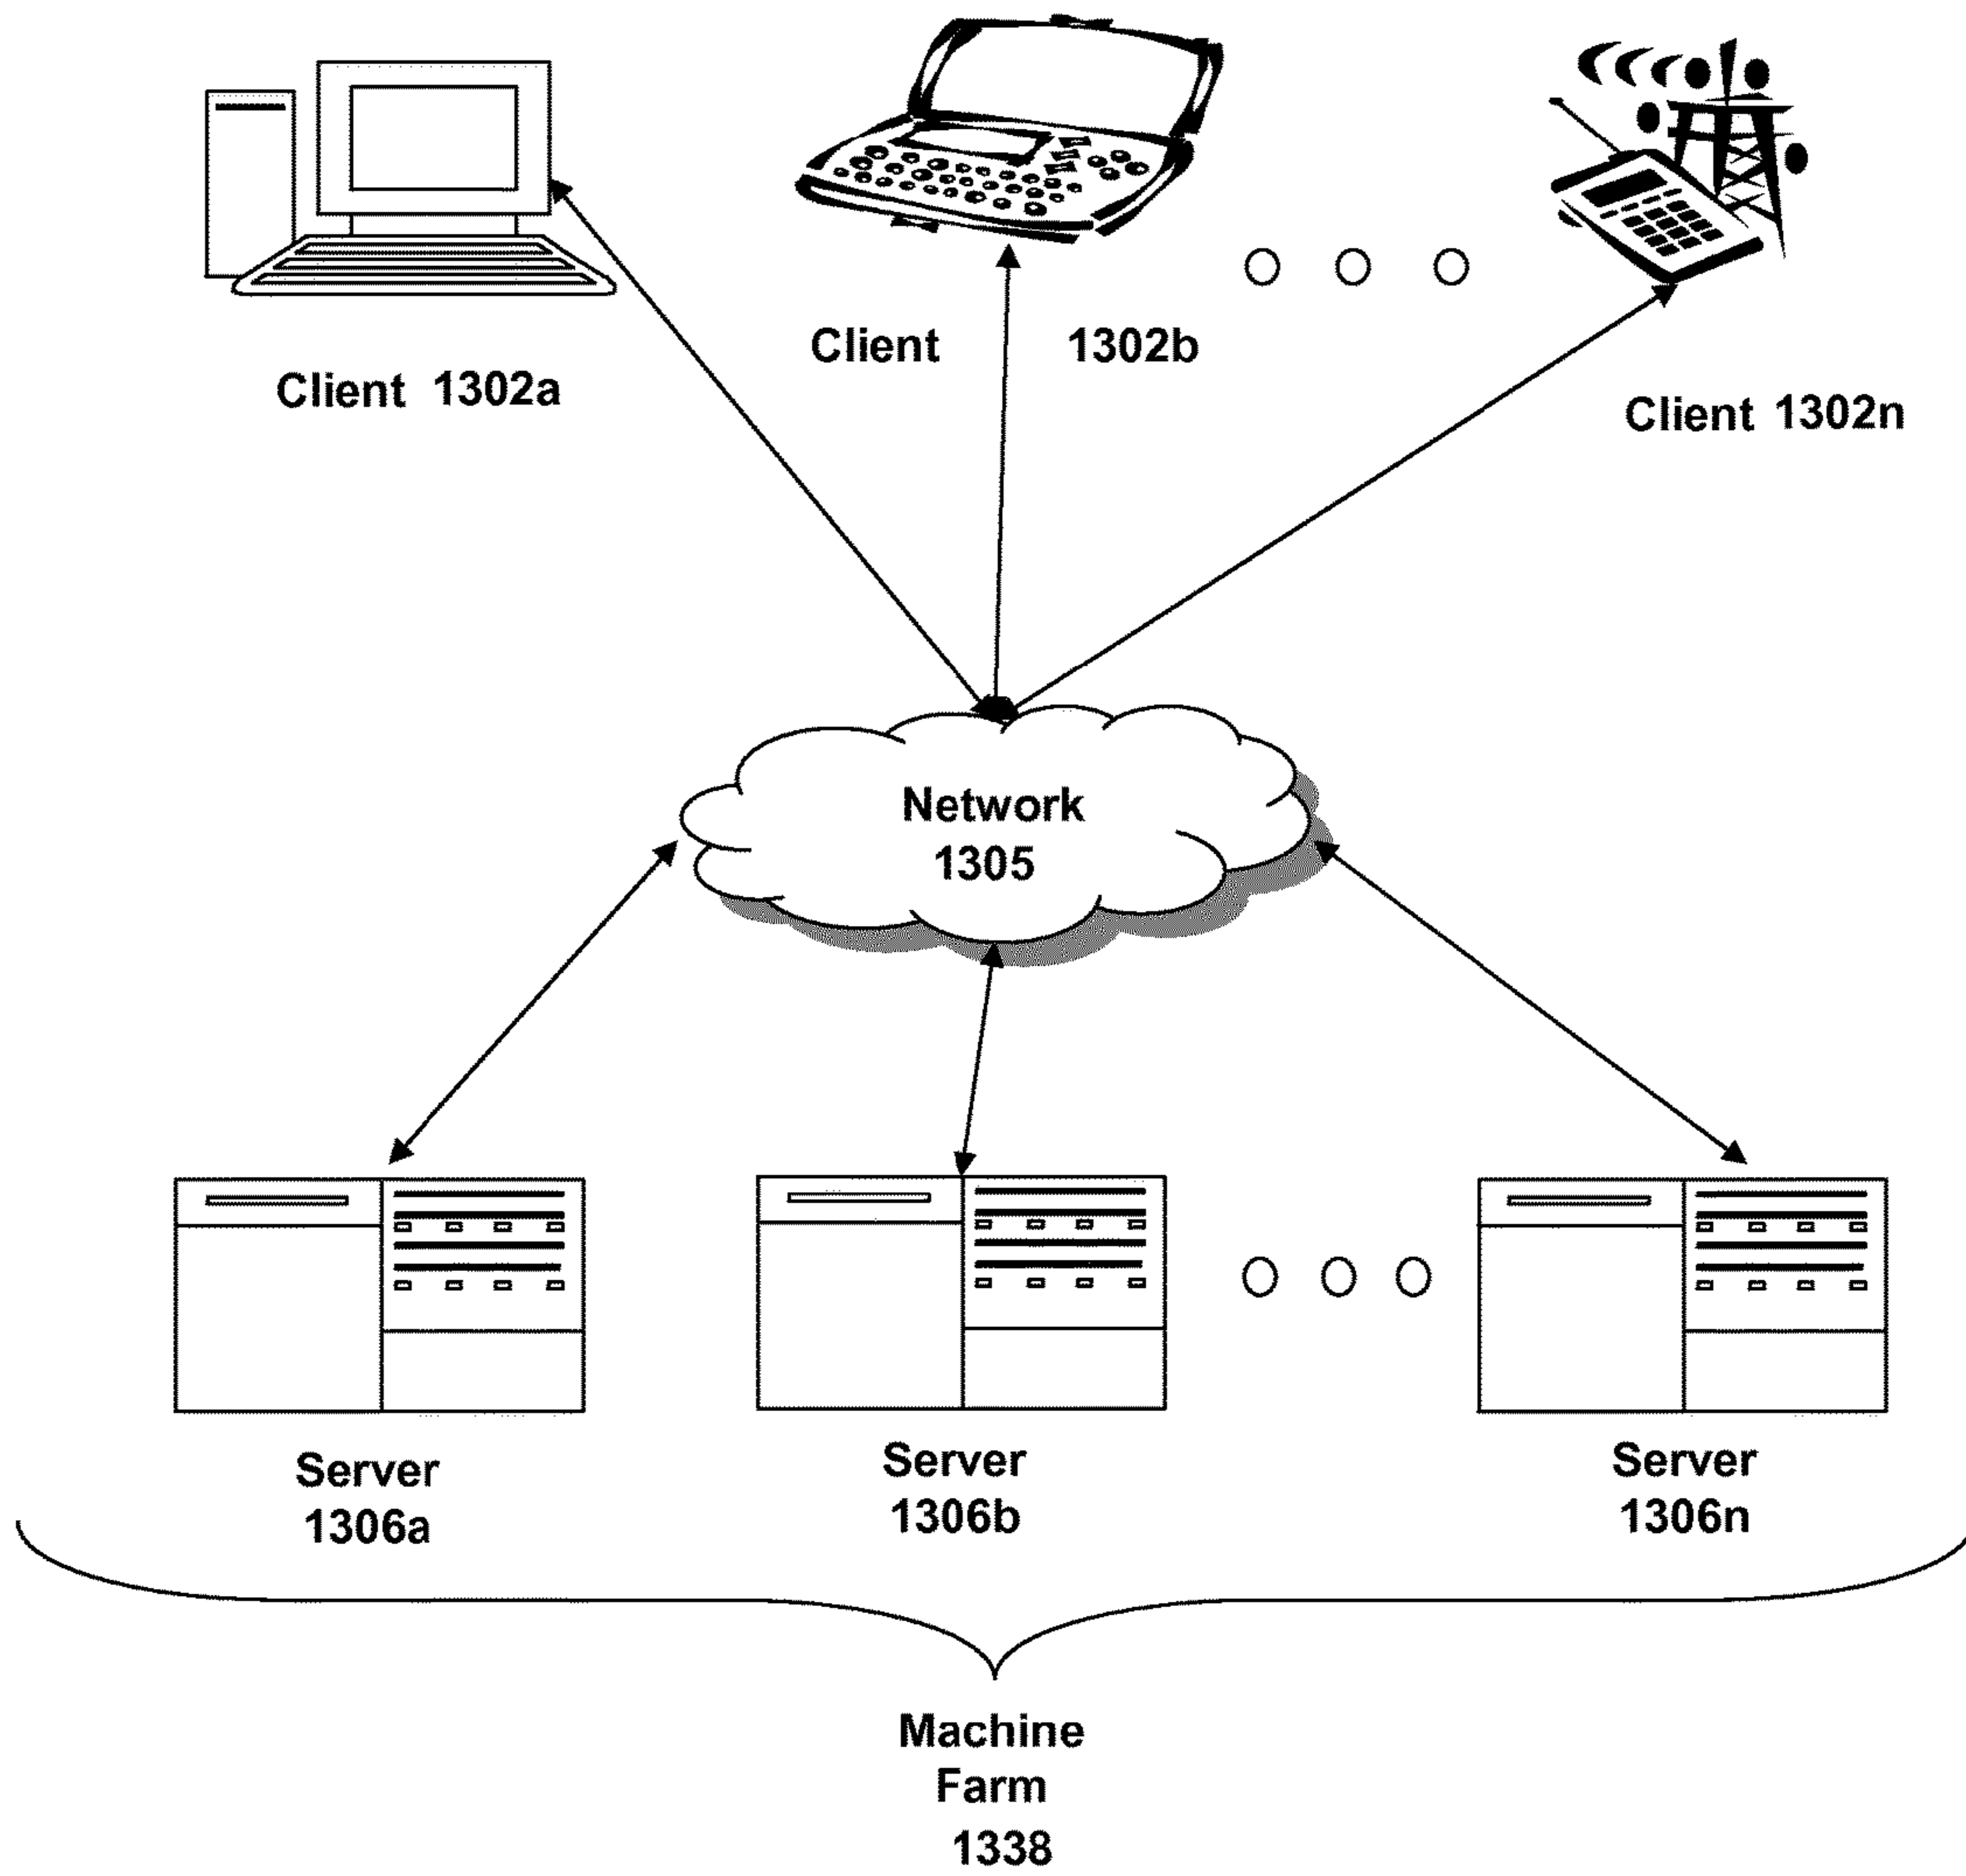 Client 1302a
Client 1302b
Client 1302n
Network
1305
Server
1306a
Server
1306b
Server
1306n
Machine
Farm
1338